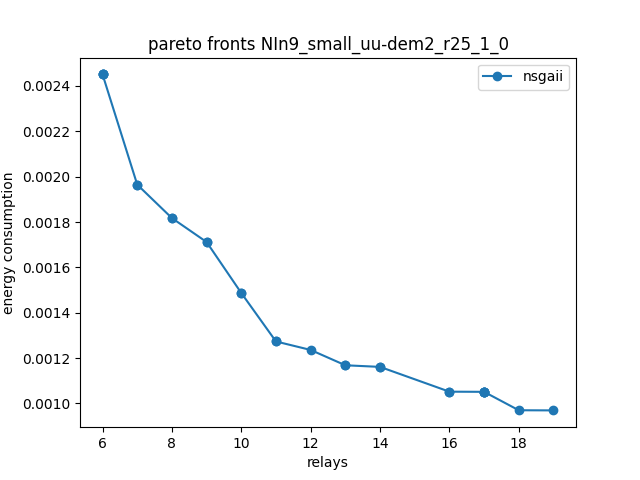 pareto fronts NIn9_small_uu-dem2_r25_1_0
nsgaii
energy consumption
0.0024
0.0022
0.0020
0.0018
0.0016
0.0014
0.0012
0.0010
6 8 10 12 14 16 18
relays